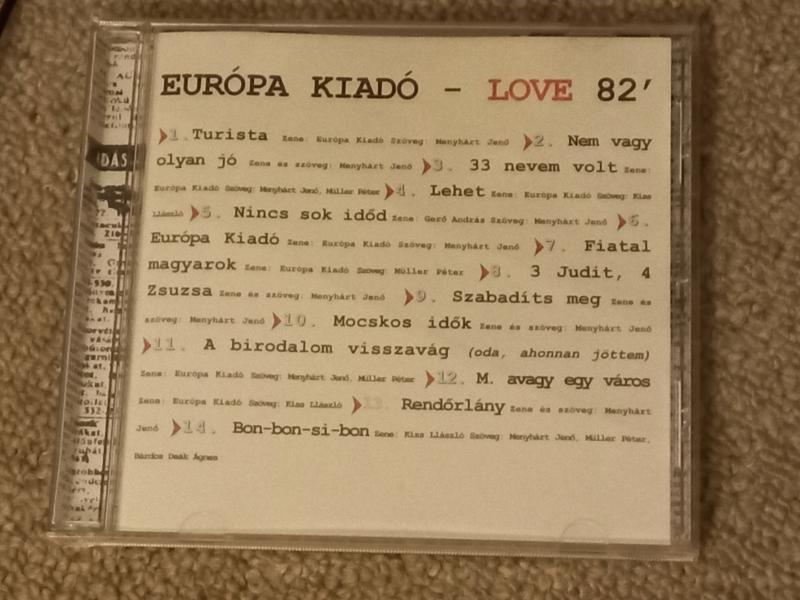 EURÓPA KIADÓ - LOVE 82'
1. Turista Zene: Európa Kiadó Szöveg: Menyhárt Jenő 2. Nem vagy
olyan jó Zene és szöveg: Menyhárt Jenő 3. 33 nevem volt Zene:
Európa Kiadó Szöveg: Menyhárt Jenő, Müller Péter 4. Lehet Zene: Európa Kiadó Szöveg: Kiss
Llászló 5. Nincs sok időd Zene: Gerő András Szöveg: Menyhárt Jenő 6.
Európa Kiadó Zene: Európa Kiadó Szöveg: Menyhárt Jenő 7. Fiatal
magyarok Zene: Európa Kiadó Szöveg: Müller Péter 8. 3 Judit, 4
Zsuzsa Zene és szöveg: Menyhárt Jenő 9. Szabadíts meg Zene és
szöveg: Menyhárt Jenő 10. Mocskos idők Zene és szöveg: Menyhárt Jenő
11. A birodalom visszavág (oda, ahonnan jöttem)
Zene: Európa Kiadó Szöveg: Menyhárt Jenő, Müller Péter 12. M. avagy egy város
Zene: Európa Kiadó Szöveg: Kiss Llászló 13. Rendőrlány Zene és szöveg: Menyhárt
Jenő 14. Bon-bon-si-bon Zene: Kiss Llászló Szöveg: Menyhárt Jenő, Müller Péter,
Bárdos Deák Ágnes